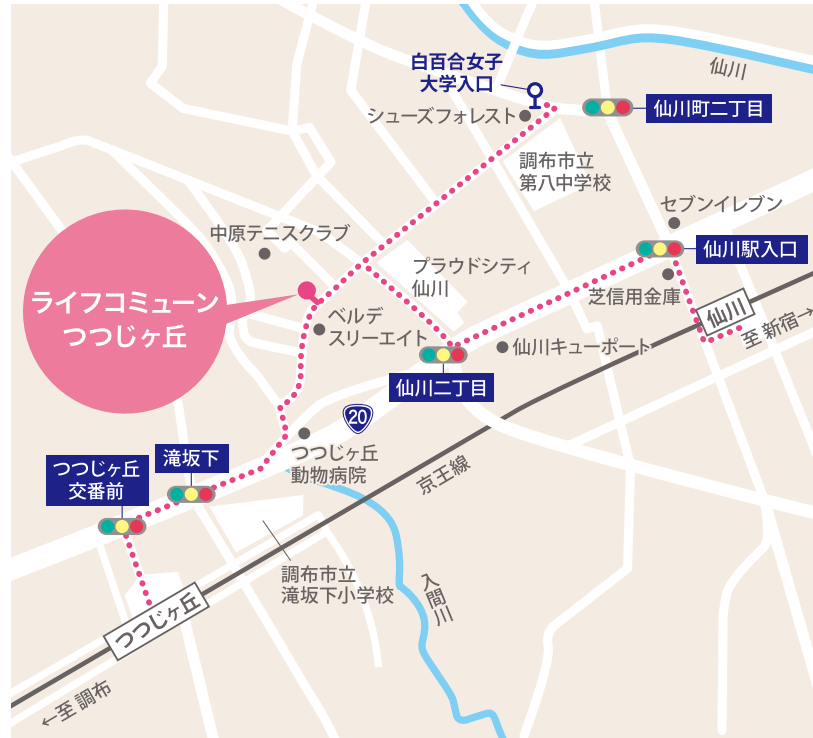 白百合女子
大学入口
仙川
シューズフォレスト
仙川町二丁目
調布市立
第八中学校
セブンイレブン
中原テニスクラブ
仙川駅入口
プラウドシティ
仙川
芝信用金庫
ライフコミューン
つつじヶ丘
ベルデ
スリーエイト
仙川
至 新宿→
仙川キューポート
仙川二丁目
20
つつじヶ丘
動物病院
滝坂下
つつじヶ丘
交番前
京王線
調布市立
滝坂下小学校
入間川
つつじヶ丘
←至 調布